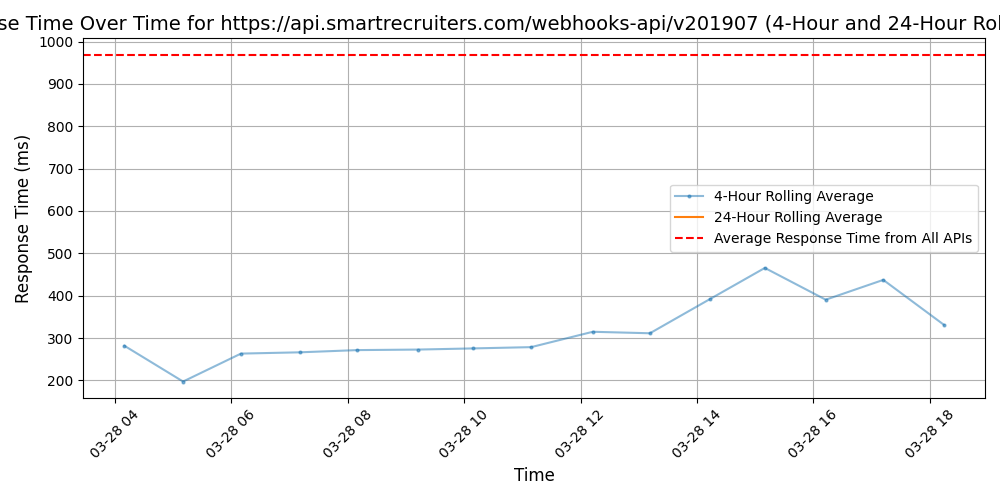 se Time Over Time for https://api.smartrecruiters.com/webhooks-api/v201907 (4-Hour and 24-Hour Rol
1000
900
800
700
600
500
400
300
200
Response Time (ms)
4-Hour Rolling Average
24-Hour Rolling Average
Average Response Time from All APIs
03-28 04
03-28 06
03-28 08
03-28 10
03-28 12
03-28 14
03-28 16
03-28 18
Time